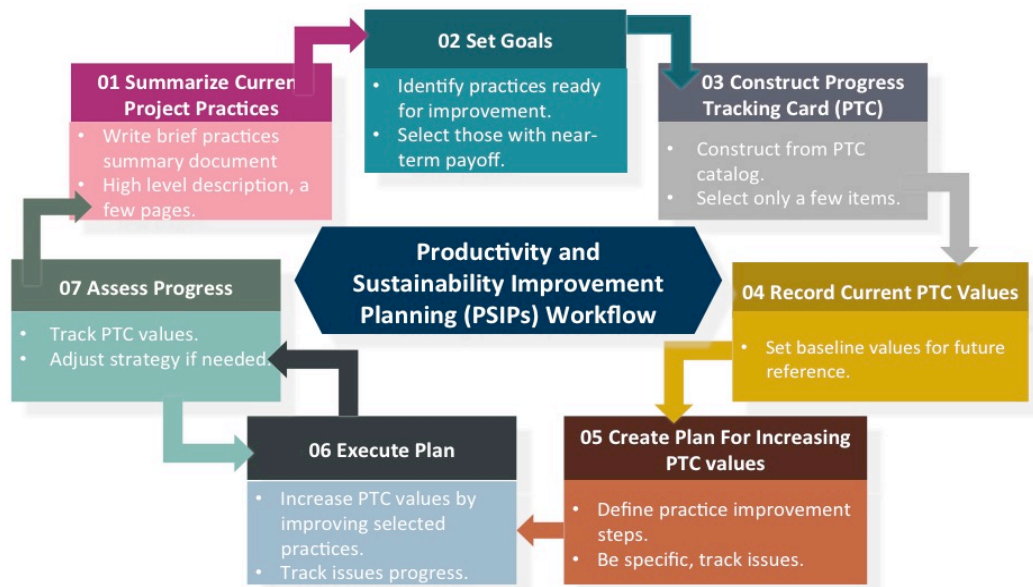 01 Summarize Current
Project Practices
• Write brief practices
summary document
• High level description, a
few pages.
02 Set Goals
• Identify practices ready
for improvement.
• Select those with near-
term payoff.
03 Construct Progress
Tracking Card (PTC)
• Construct from PTC
catalog.
• Select only a few items.
Productivity and
Sustainability Improvement
Planning (PSIPs) Workflow
04 Record Current PTC Values
• Set baseline values for future
reference.
05 Create Plan For Increasing
PTC values
• Define practice improvement
steps.
• Be specific, track issues.
06 Execute Plan
• Increase PTC values by
improving selected
practices.
• Track issues progress.
07 Assess Progress
• Track PTC values.
• Adjust strategy if needed.